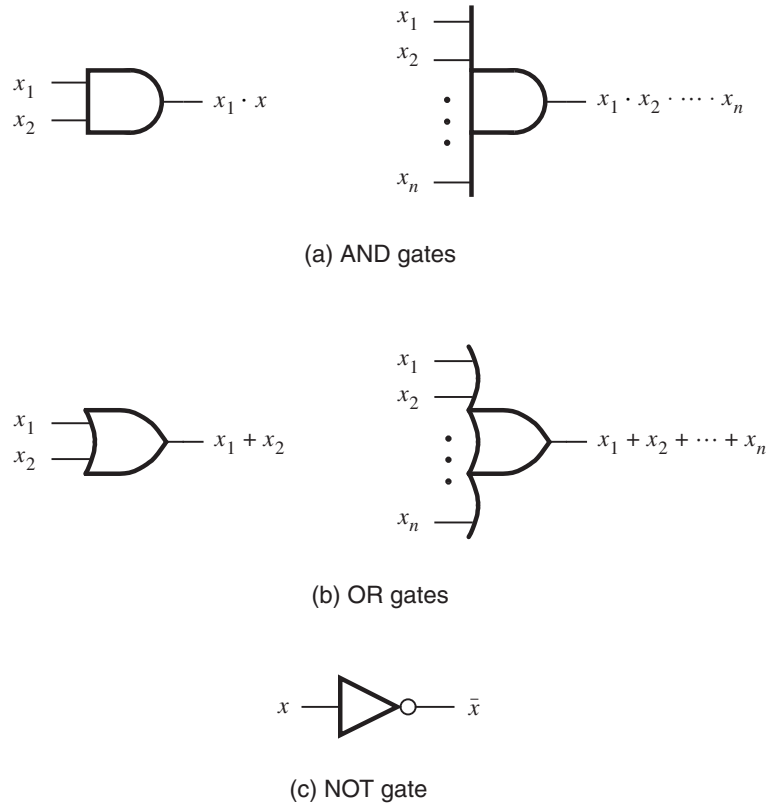 x₁
x₂
x₁ · x
x₁
x₂
xₙ
x₁ · x₂ · ⋯ · xₙ
(a) AND gates
x₁
x₂
x₁ + x₂
x₁
x₂
xₙ
x₁ + x₂ + ⋯ + xₙ
(b) OR gates
x
x̄
(c) NOT gate